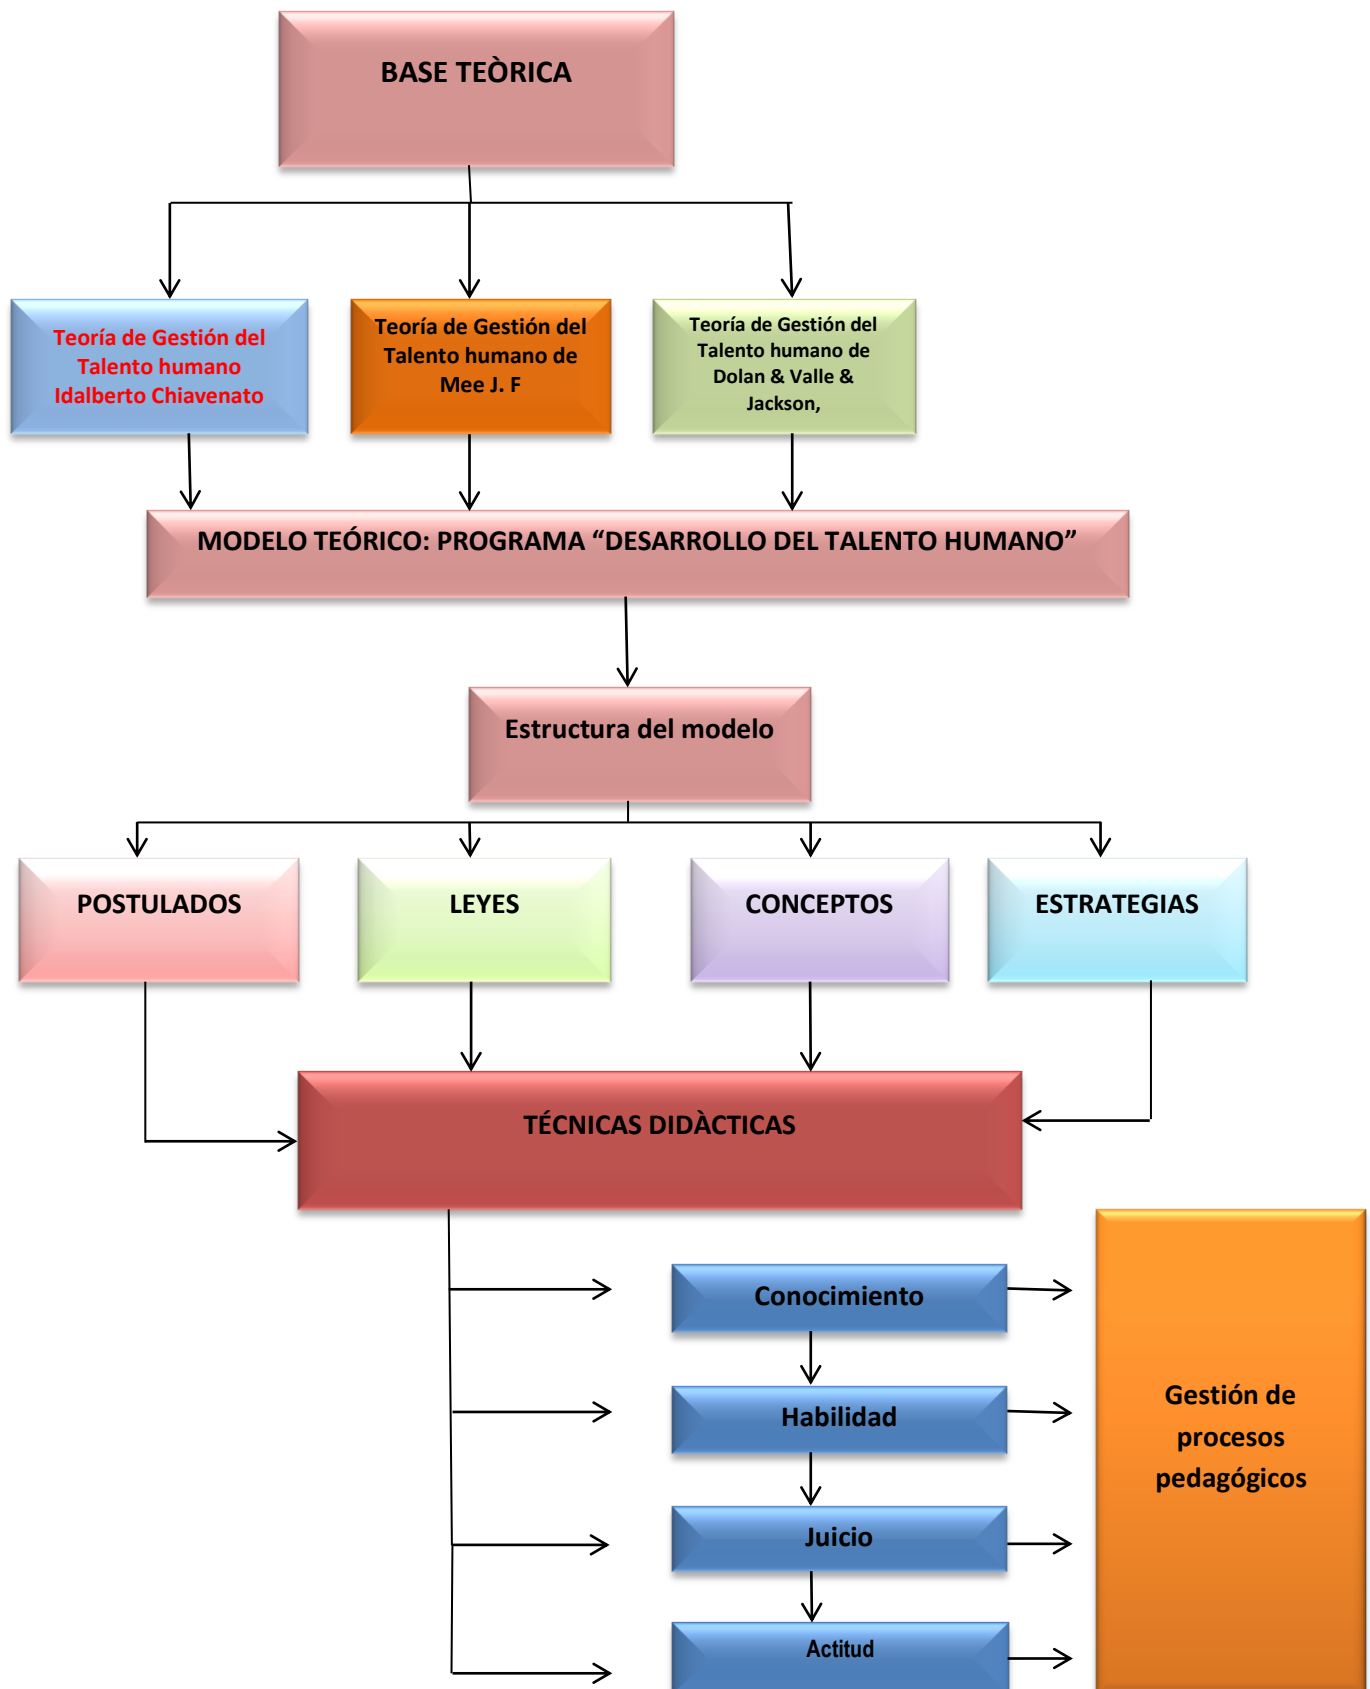 BASE TEÒRICA
Teoría de Gestión del
Talento humano
Idalberto Chiavenato
Teoría de Gestión del
Talento humano de
Mee J. F
Teoría de Gestión del
Talento humano de
Dolan & Valle &
Jackson,
MODELO TEÓRICO: PROGRAMA “DESARROLLO DEL TALENTO HUMANO”
Estructura del modelo
POSTULADOS
LEYES
CONCEPTOS
ESTRATEGIAS
TÉCNICAS DIDÀCTICAS
Conocimiento
Habilidad
Juicio
Actitud
Gestión de
procesos
pedagógicos